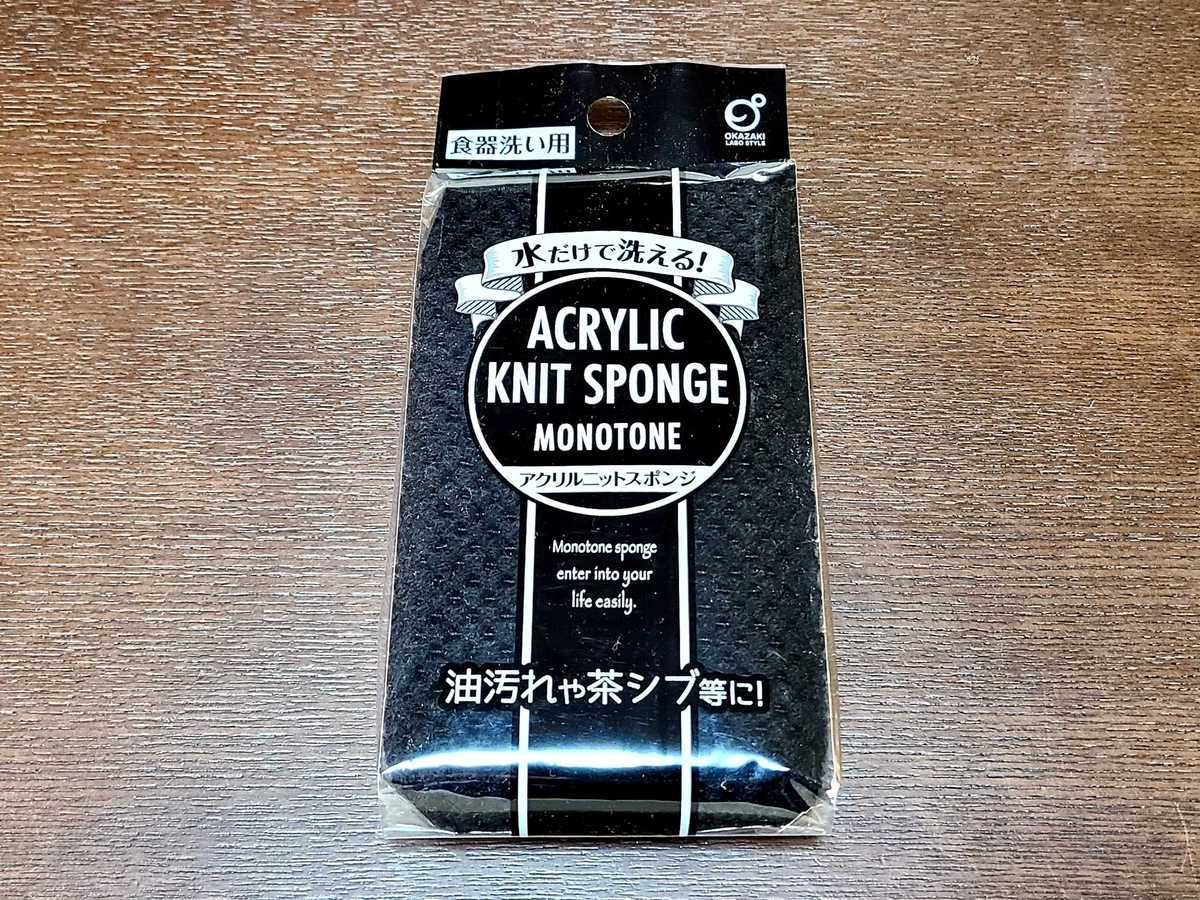 食器洗い用
OKAZAKI
LABO STYLE
水だけで洗える!
ACRYLIC
KNIT SPONGE
MONOTONE
アクリルニットスポンジ
Monotone sponge
enter into your
life easily.
油汚れや茶シブ等に!